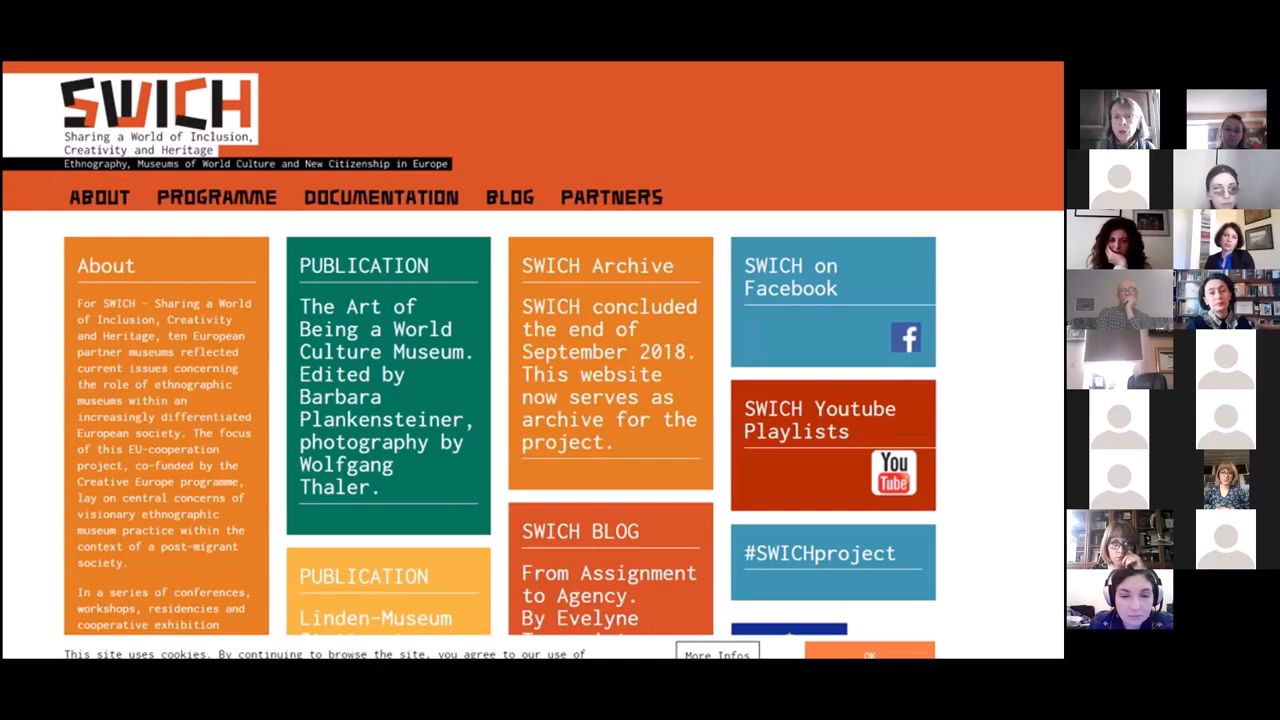 SWICH
Sharing a World of Inclusion,
Creativity and Heritage
Ethnography, Museums of World Culture and New Citizenship in Europe
ABOUT PROGRAMME DOCUMENTATION BLOG PARTNERS
About
For SWICH – Sharing a World
of Inclusion, Creativity
and Heritage, ten European
partner museums reflected
current issues concerning
the role of ethnographic
museums within an
increasingly differentiated
European society. The focus
of this EU-cooperation
project, co-funded by the
Creative Europe programme,
lay on central concerns of
visionary ethnographic
museum practice within the
context of a post-migrant
society.
In a series of conferences,
workshops, residencies and
cooperative exhibition
PUBLICATION
The Art of
Being a World
Culture Museum.
Edited by
Barbara
Plankensteiner,
photography by
Wolfgang
Thaler.
PUBLICATION
Linden-Museum
SWICH Archive
SWICH concluded
the end of
September 2018.
This website
now serves as
archive for the
project.
SWICH BLOG
From Assignment
to Agency.
By Evelyne
SWICH on
Facebook
f
SWICH Youtube
Playlists
You
Tube
#SWICHproject
This site uses cookies. By continuing to browse the site, you agree to our use of
More Infos
OK